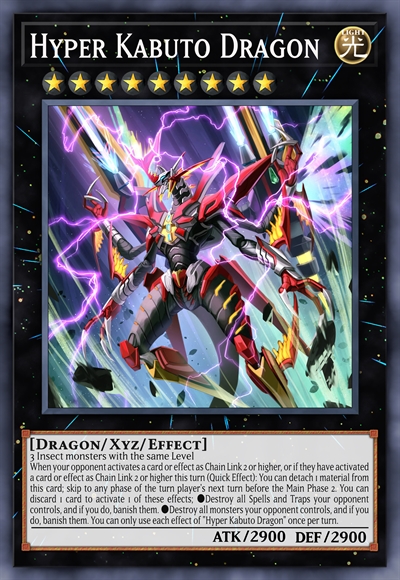 Hyper Kabuto Dragon
LIGHT
光
[Dragon/Xyz/Effect]
3 Insect monsters with the same Level
When your opponent activates a card or effect as Chain Link 2 or higher, or if they have activated
a card or effect as Chain Link 2 or higher this turn (Quick Effect): You can detach 1 material from
this card; skip to any phase of the turn player's next turn before the Main Phase 2. You can
discard 1 card to activate 1 of these effects; ●Destroy all Spells and Traps your opponent
controls, and if you do, banish them. ●Destroy all monsters your opponent controls, and if you
do, banish them. You can only use each effect of "Hyper Kabuto Dragon" once per turn.
ATK/2900 DEF/2900